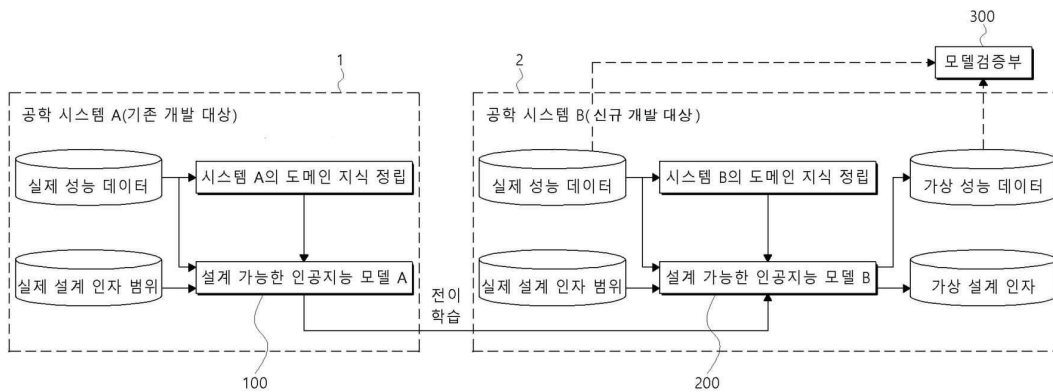 300
모델검증부
1
2
공학 시스템 A(기존 개발 대상)
공학 시스템 B(신규 개발 대상)
실제 성능 데이터
시스템 A의 도메인 지식 정립
실제 성능 데이터
시스템 B의 도메인 지식 정립
가상 성능 데이터
실제 설계 인자 범위
설계 가능한 인공지능 모델 A
전이
학습
실제 설계 인자 범위
설계 가능한 인공지능 모델 B
가상 설계 인자
100
200